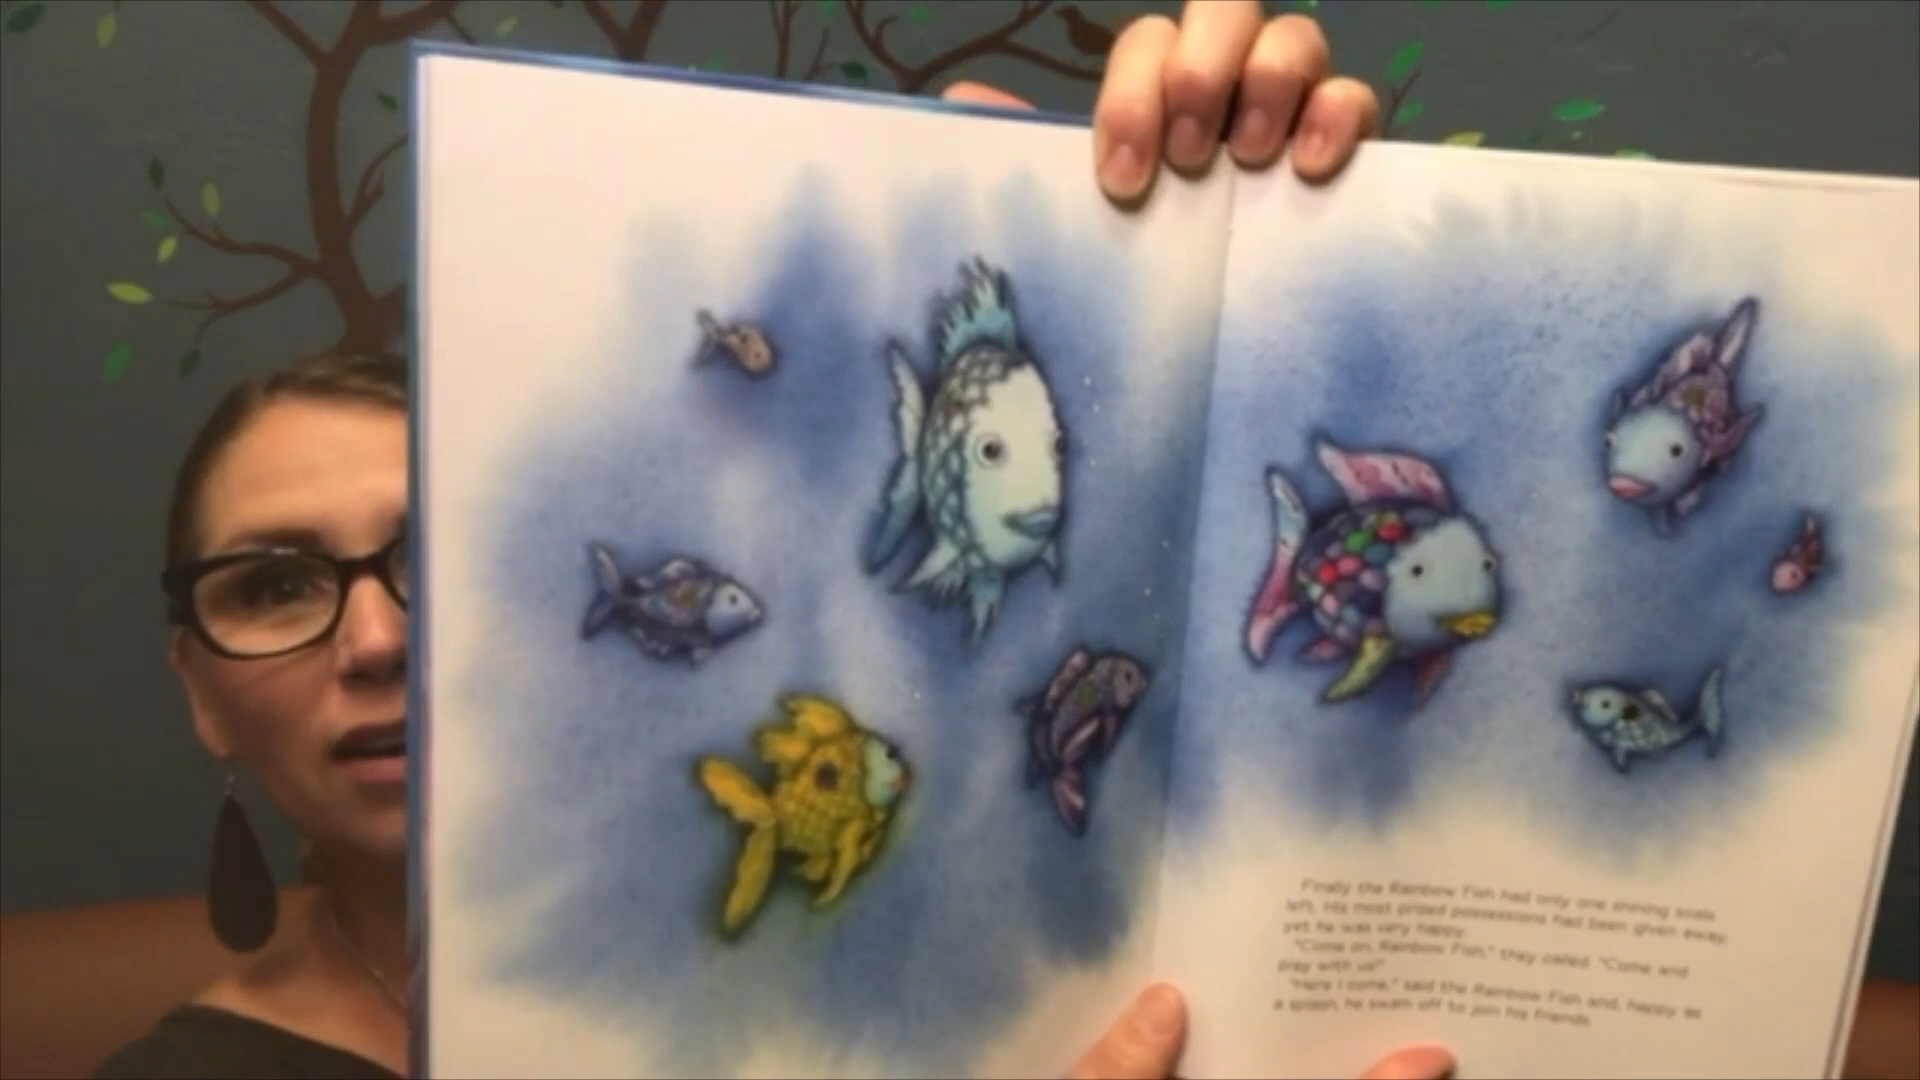 Finally the Rainbow Fish had only one shining scale
left. His most prized possessions had been given away,
yet he was very happy.
"Come on, Rainbow Fish," they called. "Come and
play with us!"
"Here I come," said the Rainbow Fish and, happy as
a splash, he swam off to join his friends.